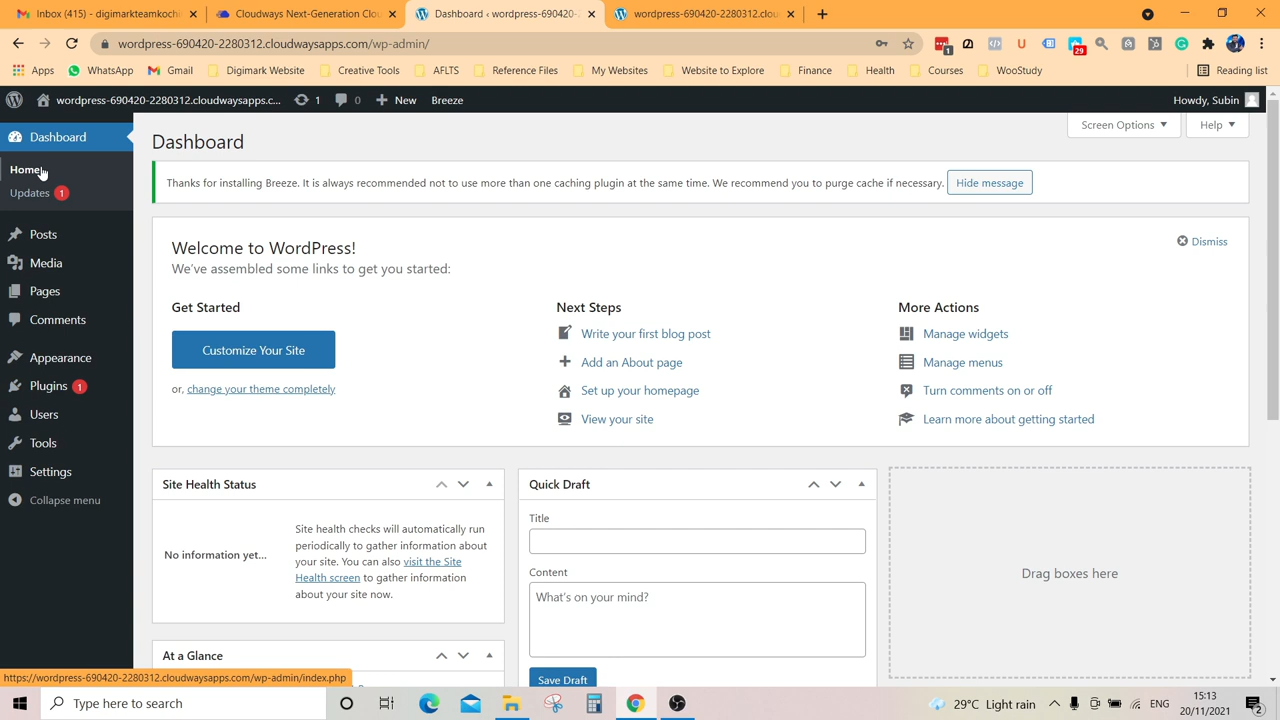 Inbox (415) - digimarkteamkochi
Cloudways Next-Generation Clou
Dashboard ‹ wordpress-690420-2
wordpress-690420-2280312.clou
wordpress-690420-2280312.cloudwaysapps.com/wp-admin/
1
29
Apps
WhatsApp
Gmail
Digimark Website
Creative Tools
AFLTS
Reference Files
My Websites
Website to Explore
Finance
Health
Courses
WooStudy
Reading list
wordpress-690420-2280312.cloudwaysapps.c...
1
0
New
Breeze
Howdy, Subin
Dashboard
Home
Updates 1
Posts
Media
Pages
Comments
Appearance
Plugins 1
Users
Tools
Settings
Collapse menu
Screen Options
Help
Dashboard
Thanks for installing Breeze. It is always recommended not to use more than one caching plugin at the same time. We recommend you to purge cache if necessary.
Hide message
Welcome to WordPress!
Dismiss
We've assembled some links to get you started:
Get Started
Customize Your Site
or, change your theme completely
Next Steps
Write your first blog post
Add an About page
Set up your homepage
View your site
More Actions
Manage widgets
Manage menus
Turn comments on or off
Learn more about getting started
Site Health Status
No information yet...
Site health checks will automatically run
periodically to gather information about
your site. You can also visit the Site
Health screen to gather information
about your site now.
At a Glance
Quick Draft
Title
Content
What's on your mind?
Save Draft
Drag boxes here
https://wordpress-690420-2280312.cloudwaysapps.com/wp-admin/index.php
Type here to search
29°C Light rain
ENG
15:13
20/11/2021
2